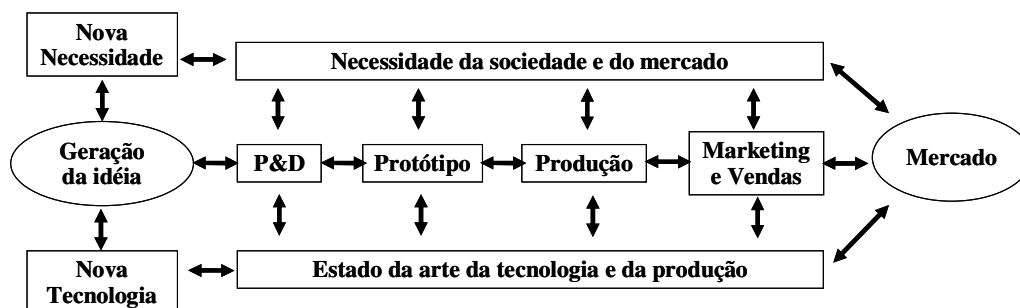 Nova
Necessidade
Necessidade da sociedade e do mercado
Geração
da idéia
P&D
Protótipo
Produção
Marketing
e Vendas
Mercado
Nova
Tecnologia
Estado da arte da tecnologia e da produção